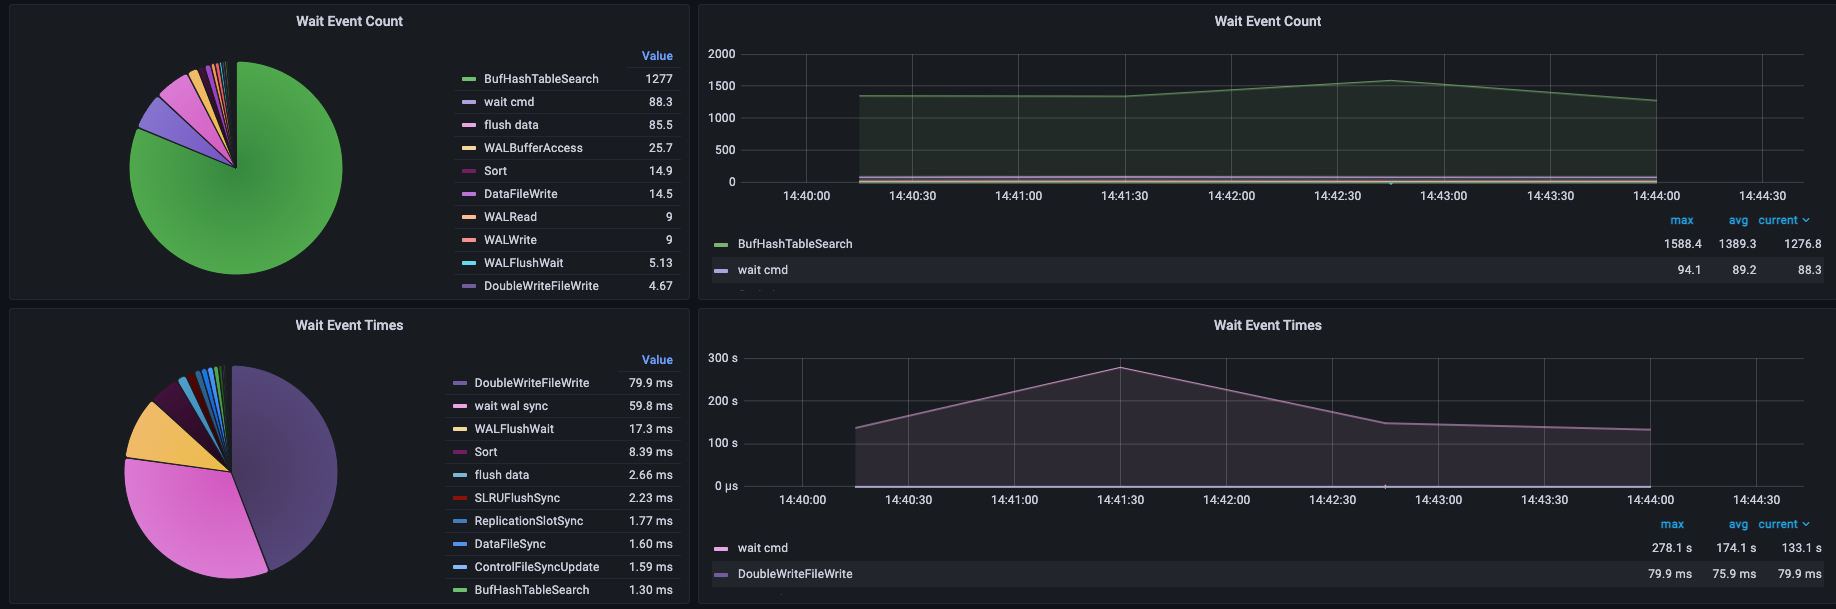 Wait Event Count
Value
BufHashTableSearch 1277
wait cmd 88.3
flush data 85.5
WALBufferAccess 25.7
Sort 14.9
DataFileWrite 14.5
WALRead 9
WALWrite 9
WALFlushWait 5.13
DoubleWriteFileWrite 4.67
Wait Event Count
2000
1500
1000
500
0
14:40:00 14:40:30 14:41:00 14:41:30 14:42:00 14:42:30 14:43:00 14:43:30 14:44:00 14:44:30
max avg current
BufHashTableSearch 1588.4 1389.3 1276.8
wait cmd 94.1 89.2 88.3
Wait Event Times
Value
DoubleWriteFileWrite 79.9 ms
wait wal sync 59.8 ms
WALFlushWait 17.3 ms
Sort 8.39 ms
flush data 2.66 ms
SLRUFlushSync 2.23 ms
ReplicationSlotSync 1.77 ms
DataFileSync 1.60 ms
ControlFileSyncUpdate 1.59 ms
BufHashTableSearch 1.30 ms
Wait Event Times
300 s
200 s
100 s
0 µs
14:40:00 14:40:30 14:41:00 14:41:30 14:42:00 14:42:30 14:43:00 14:43:30 14:44:00 14:44:30
max avg current
wait cmd 278.1 s 174.1 s 133.1 s
DoubleWriteFileWrite 79.9 ms 75.9 ms 79.9 ms